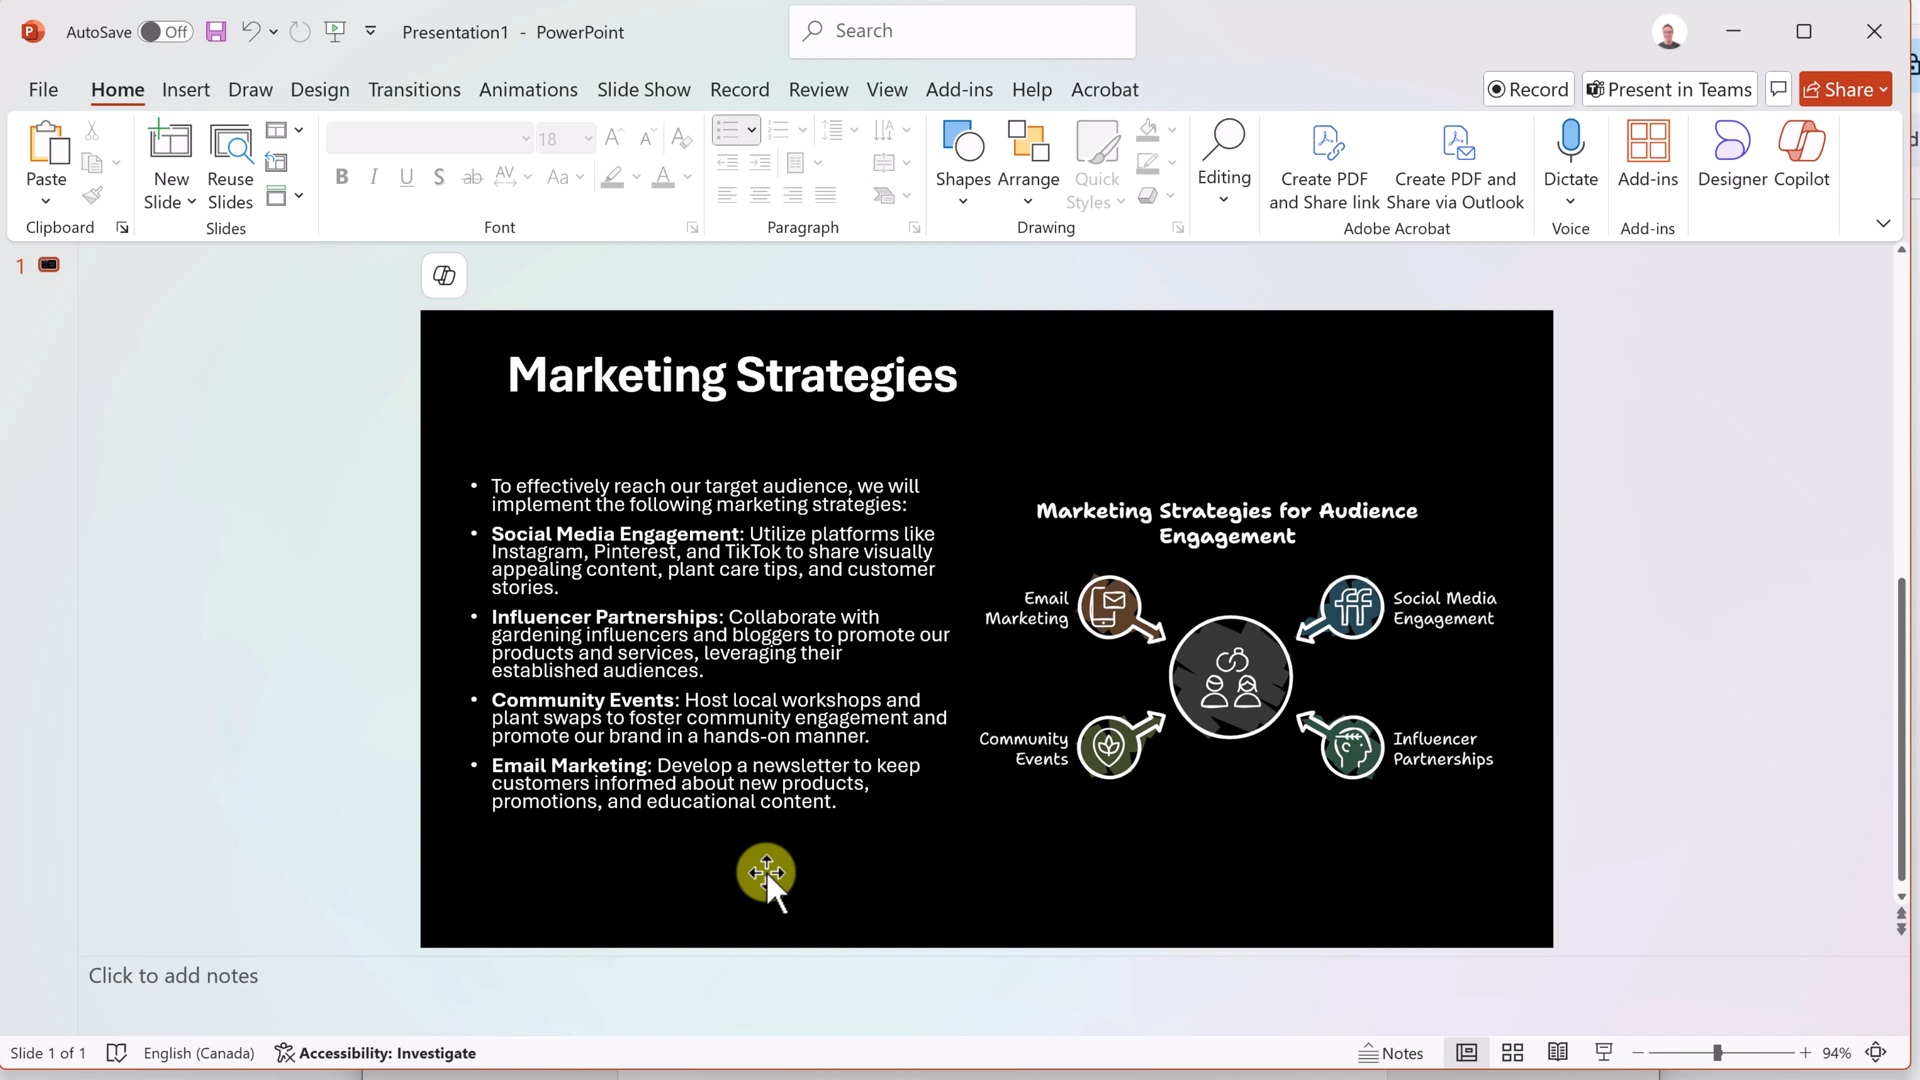 AutoSave Off Presentation1 - PowerPoint Search
File Home Insert Draw Design Transitions Animations Slide Show Record Review View Add-ins Help Acrobat Record Present in Teams Share
Paste
New
Slide
Reuse
Slides
18
Shapes
Arrange
Quick
Styles
Editing
Create PDF
and Share link
Create PDF and
Share via Outlook
Dictate
Add-ins
Designer
Copilot
Clipboard Slides Font Paragraph Drawing Adobe Acrobat Voice Add-ins
1
Marketing Strategies
• To effectively reach our target audience, we will
implement the following marketing strategies:
• Social Media Engagement: Utilize platforms like
Instagram, Pinterest, and TikTok to share visually
appealing content, plant care tips, and customer
stories.
• Influencer Partnerships: Collaborate with
gardening influencers and bloggers to promote our
products and services, leveraging their
established audiences.
• Community Events: Host local workshops and
plant swaps to foster community engagement and
promote our brand in a hands-on manner.
• Email Marketing: Develop a newsletter to keep
customers informed about new products,
promotions, and educational content.
Marketing Strategies for Audience
Engagement
Email
Marketing
Social Media
Engagement
Community
Events
Influencer
Partnerships
Click to add notes
Slide 1 of 1 English (Canada) Accessibility: Investigate Notes 94%